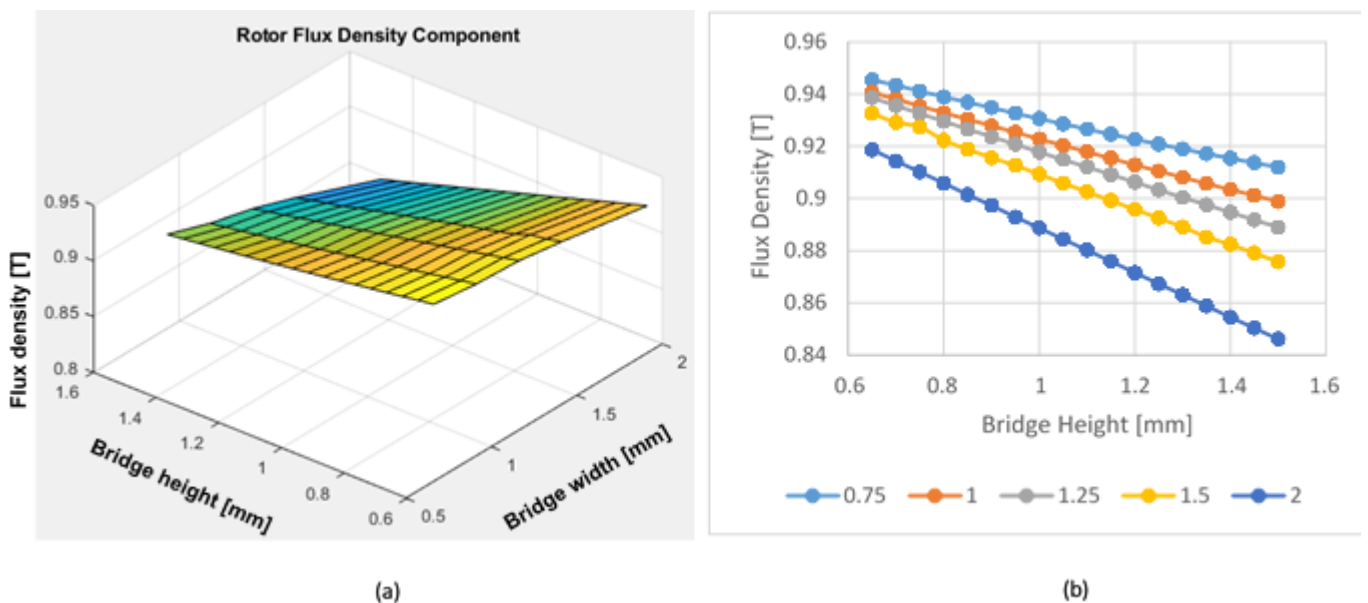 Rotor Flux Density Component
0.95
0.9
0.85
0.8
Flux density [T]
1.6
1.4
1.2
1
0.8
0.6
Bridge height [mm]
0.5
1
1.5
2
Bridge width [mm]
(a)
0.96
0.94
0.92
0.9
0.88
0.86
0.84
Flux Density [T]
0.6 0.8 1 1.2 1.4 1.6
Bridge Height [mm]
0.75 1 1.25 1.5 2
(b)